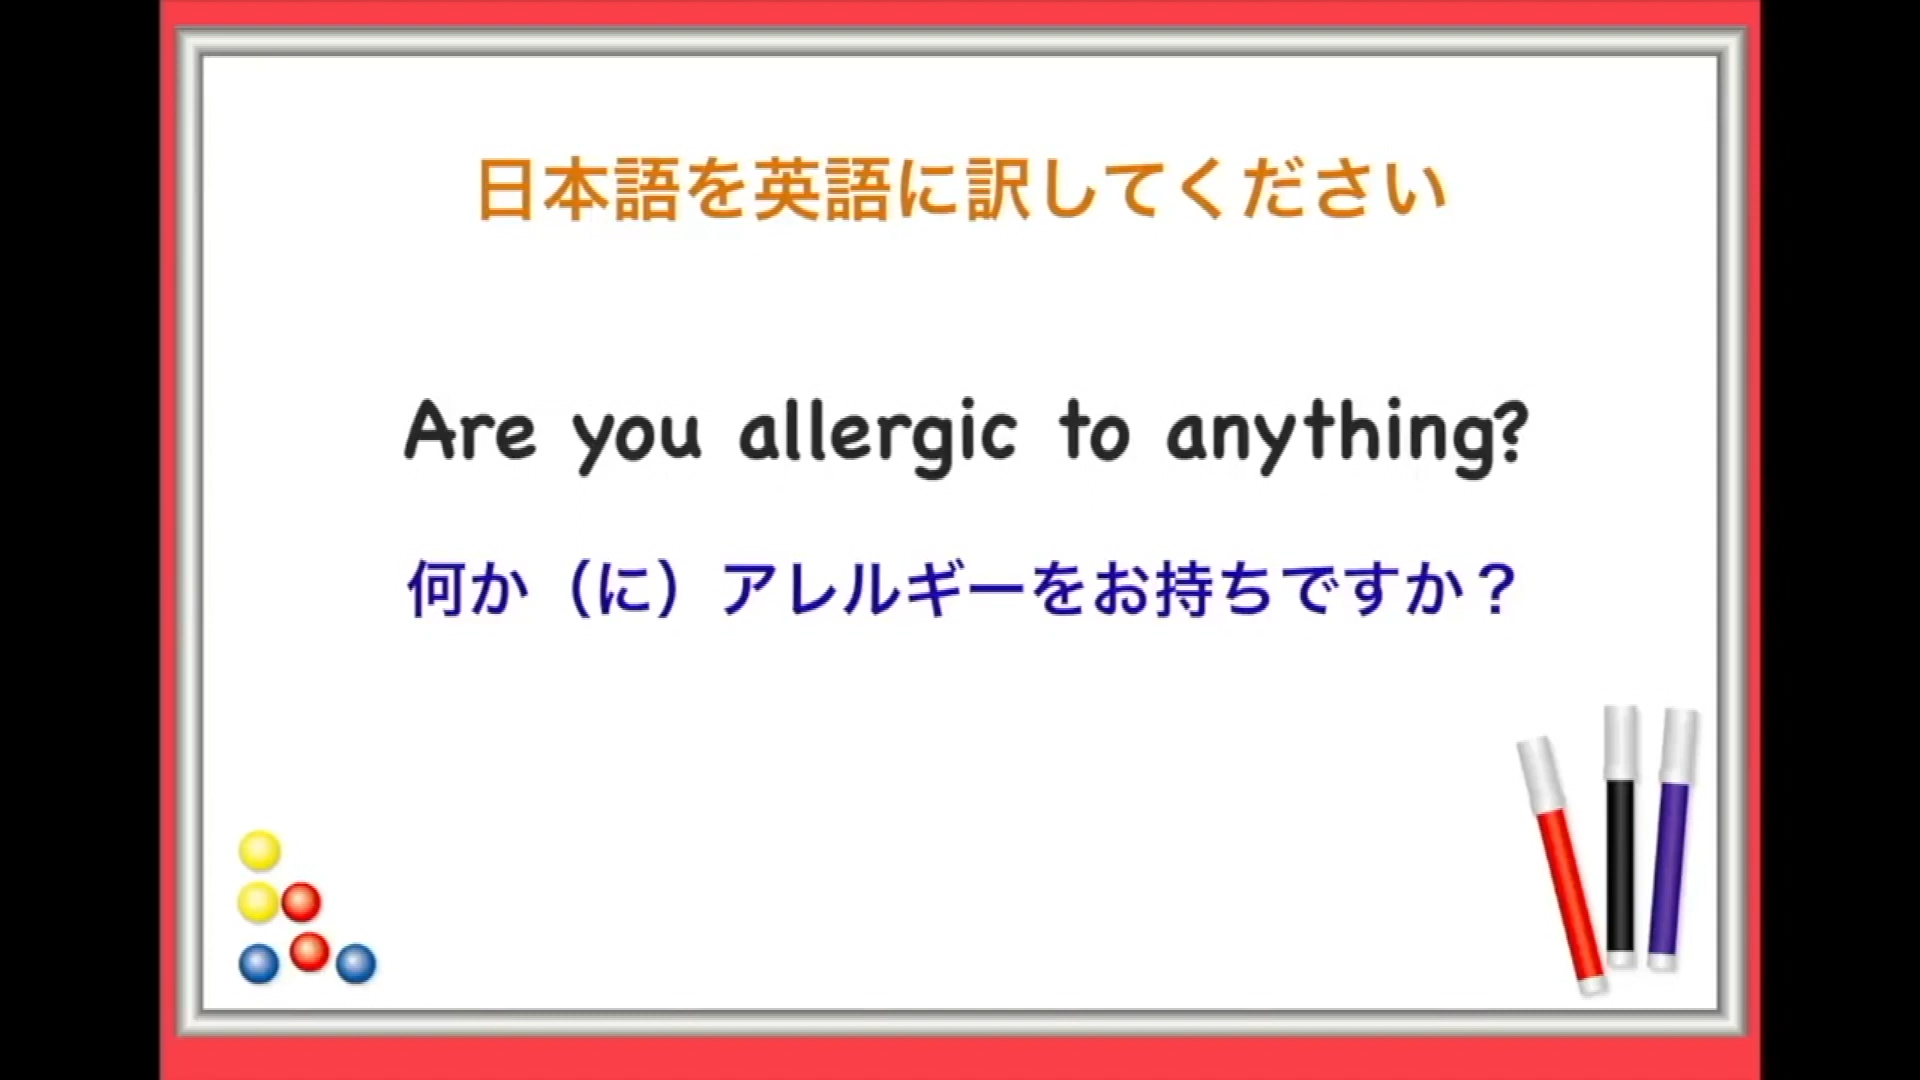 日本語を英語に訳してください
Are you allergic to anything?
何か（に）アレルギーをお持ちですか？